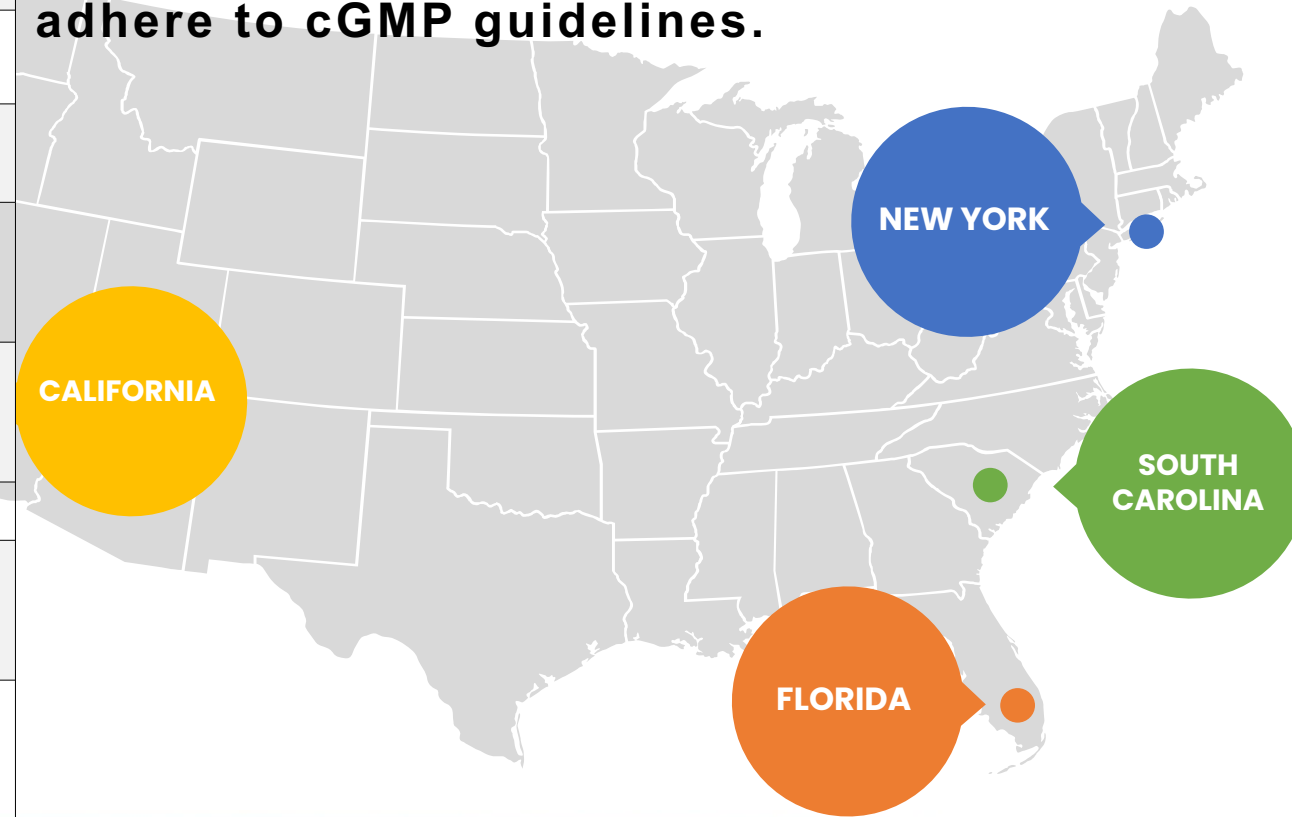 adhere to cGMP guidelines.
NEW YORK
CALIFORNIA
SOUTH
CAROLINA
FLORIDA